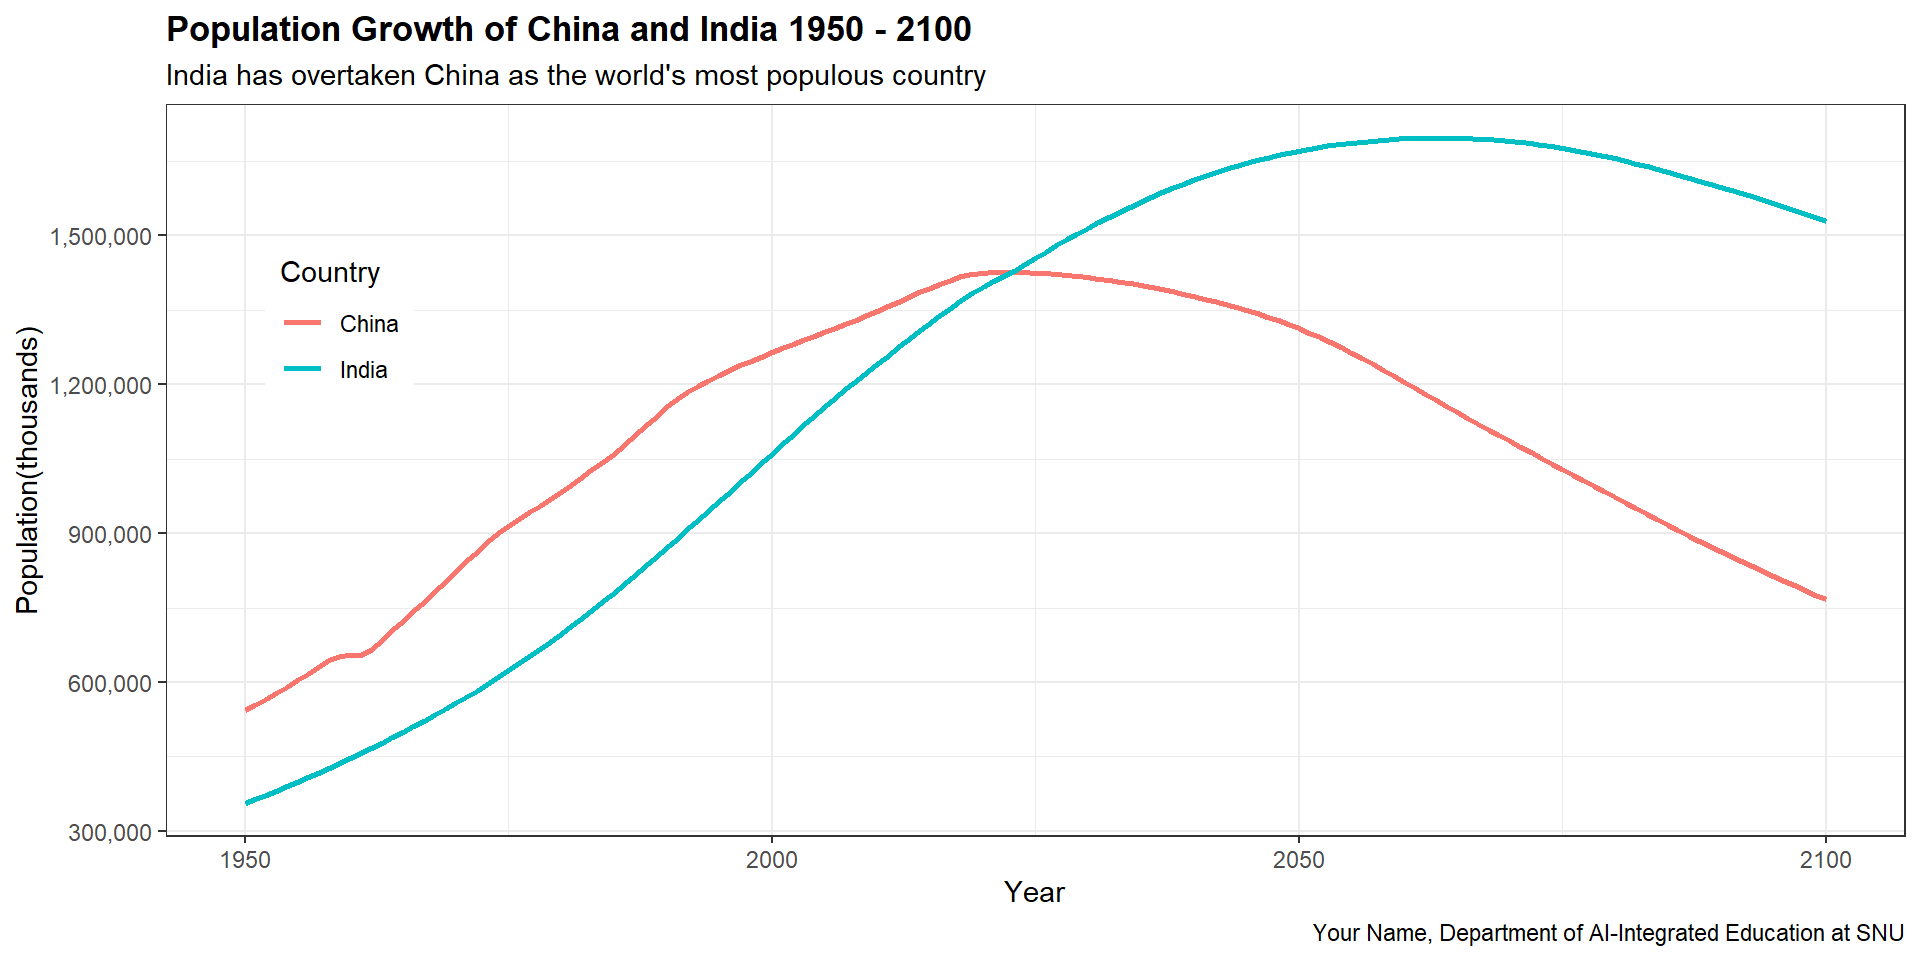 Population Growth of China and India 1950 - 2100
India has overtaken China as the world's most populous country
Population(thousands)
1,500,000
1,200,000
900,000
600,000
300,000
Country
China
India
1950
2000
2050
2100
Year
Your Name, Department of AI-Integrated Education at SNU